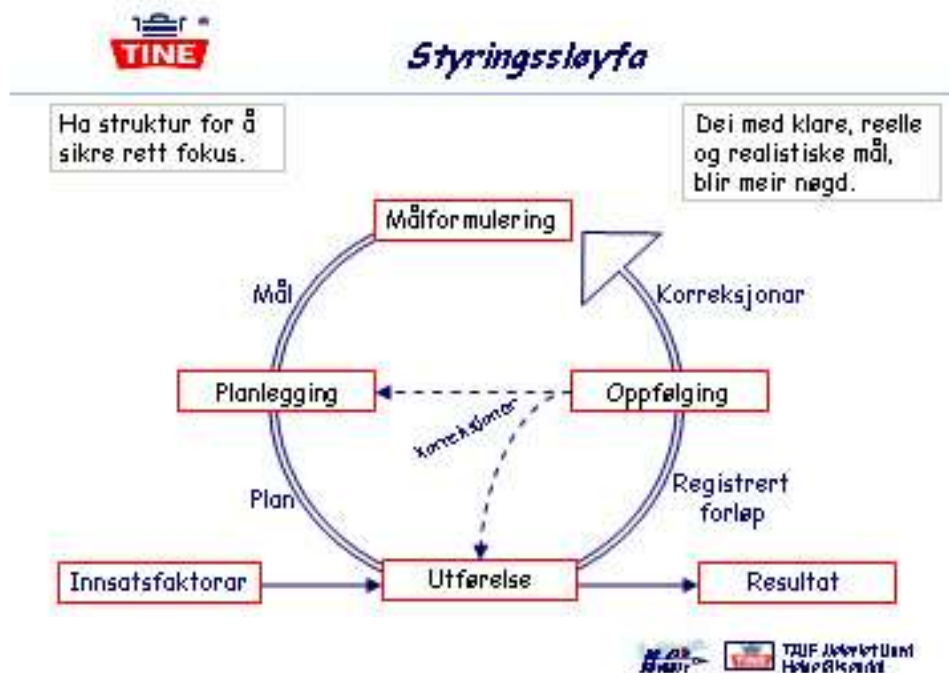 TINE
Styringssløyfa
Ha struktur for å
sikre rett fokus.
Dei med klare, reelle
og realistiske mål,
blir meir nøgd.
Målformulering
Mål
Korreksjonar
Planlegging
Oppfølging
Korreksjonar
Plan
Registrert
forløp
Innsatsfaktorar
Utførelse
Resultat
TINE